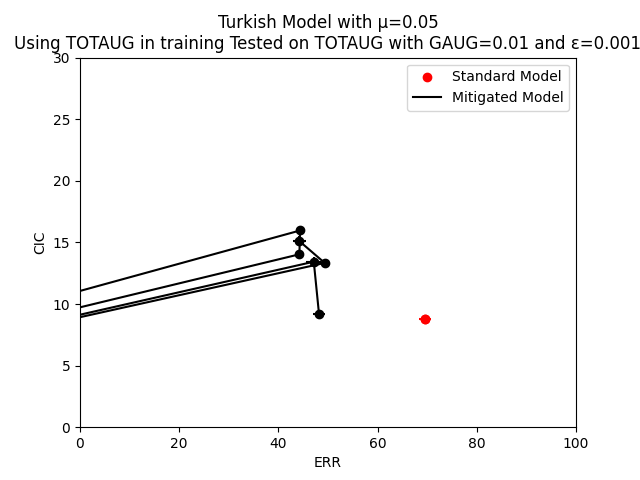 Turkish Model with μ=0.05
Using TOTAUG in training Tested on TOTAUG with GAUG=0.01 and ε=0.001
30
25
20
15
10
5
0
CIC
Standard Model
Mitigated Model
0 20 40 60 80 100
ERR